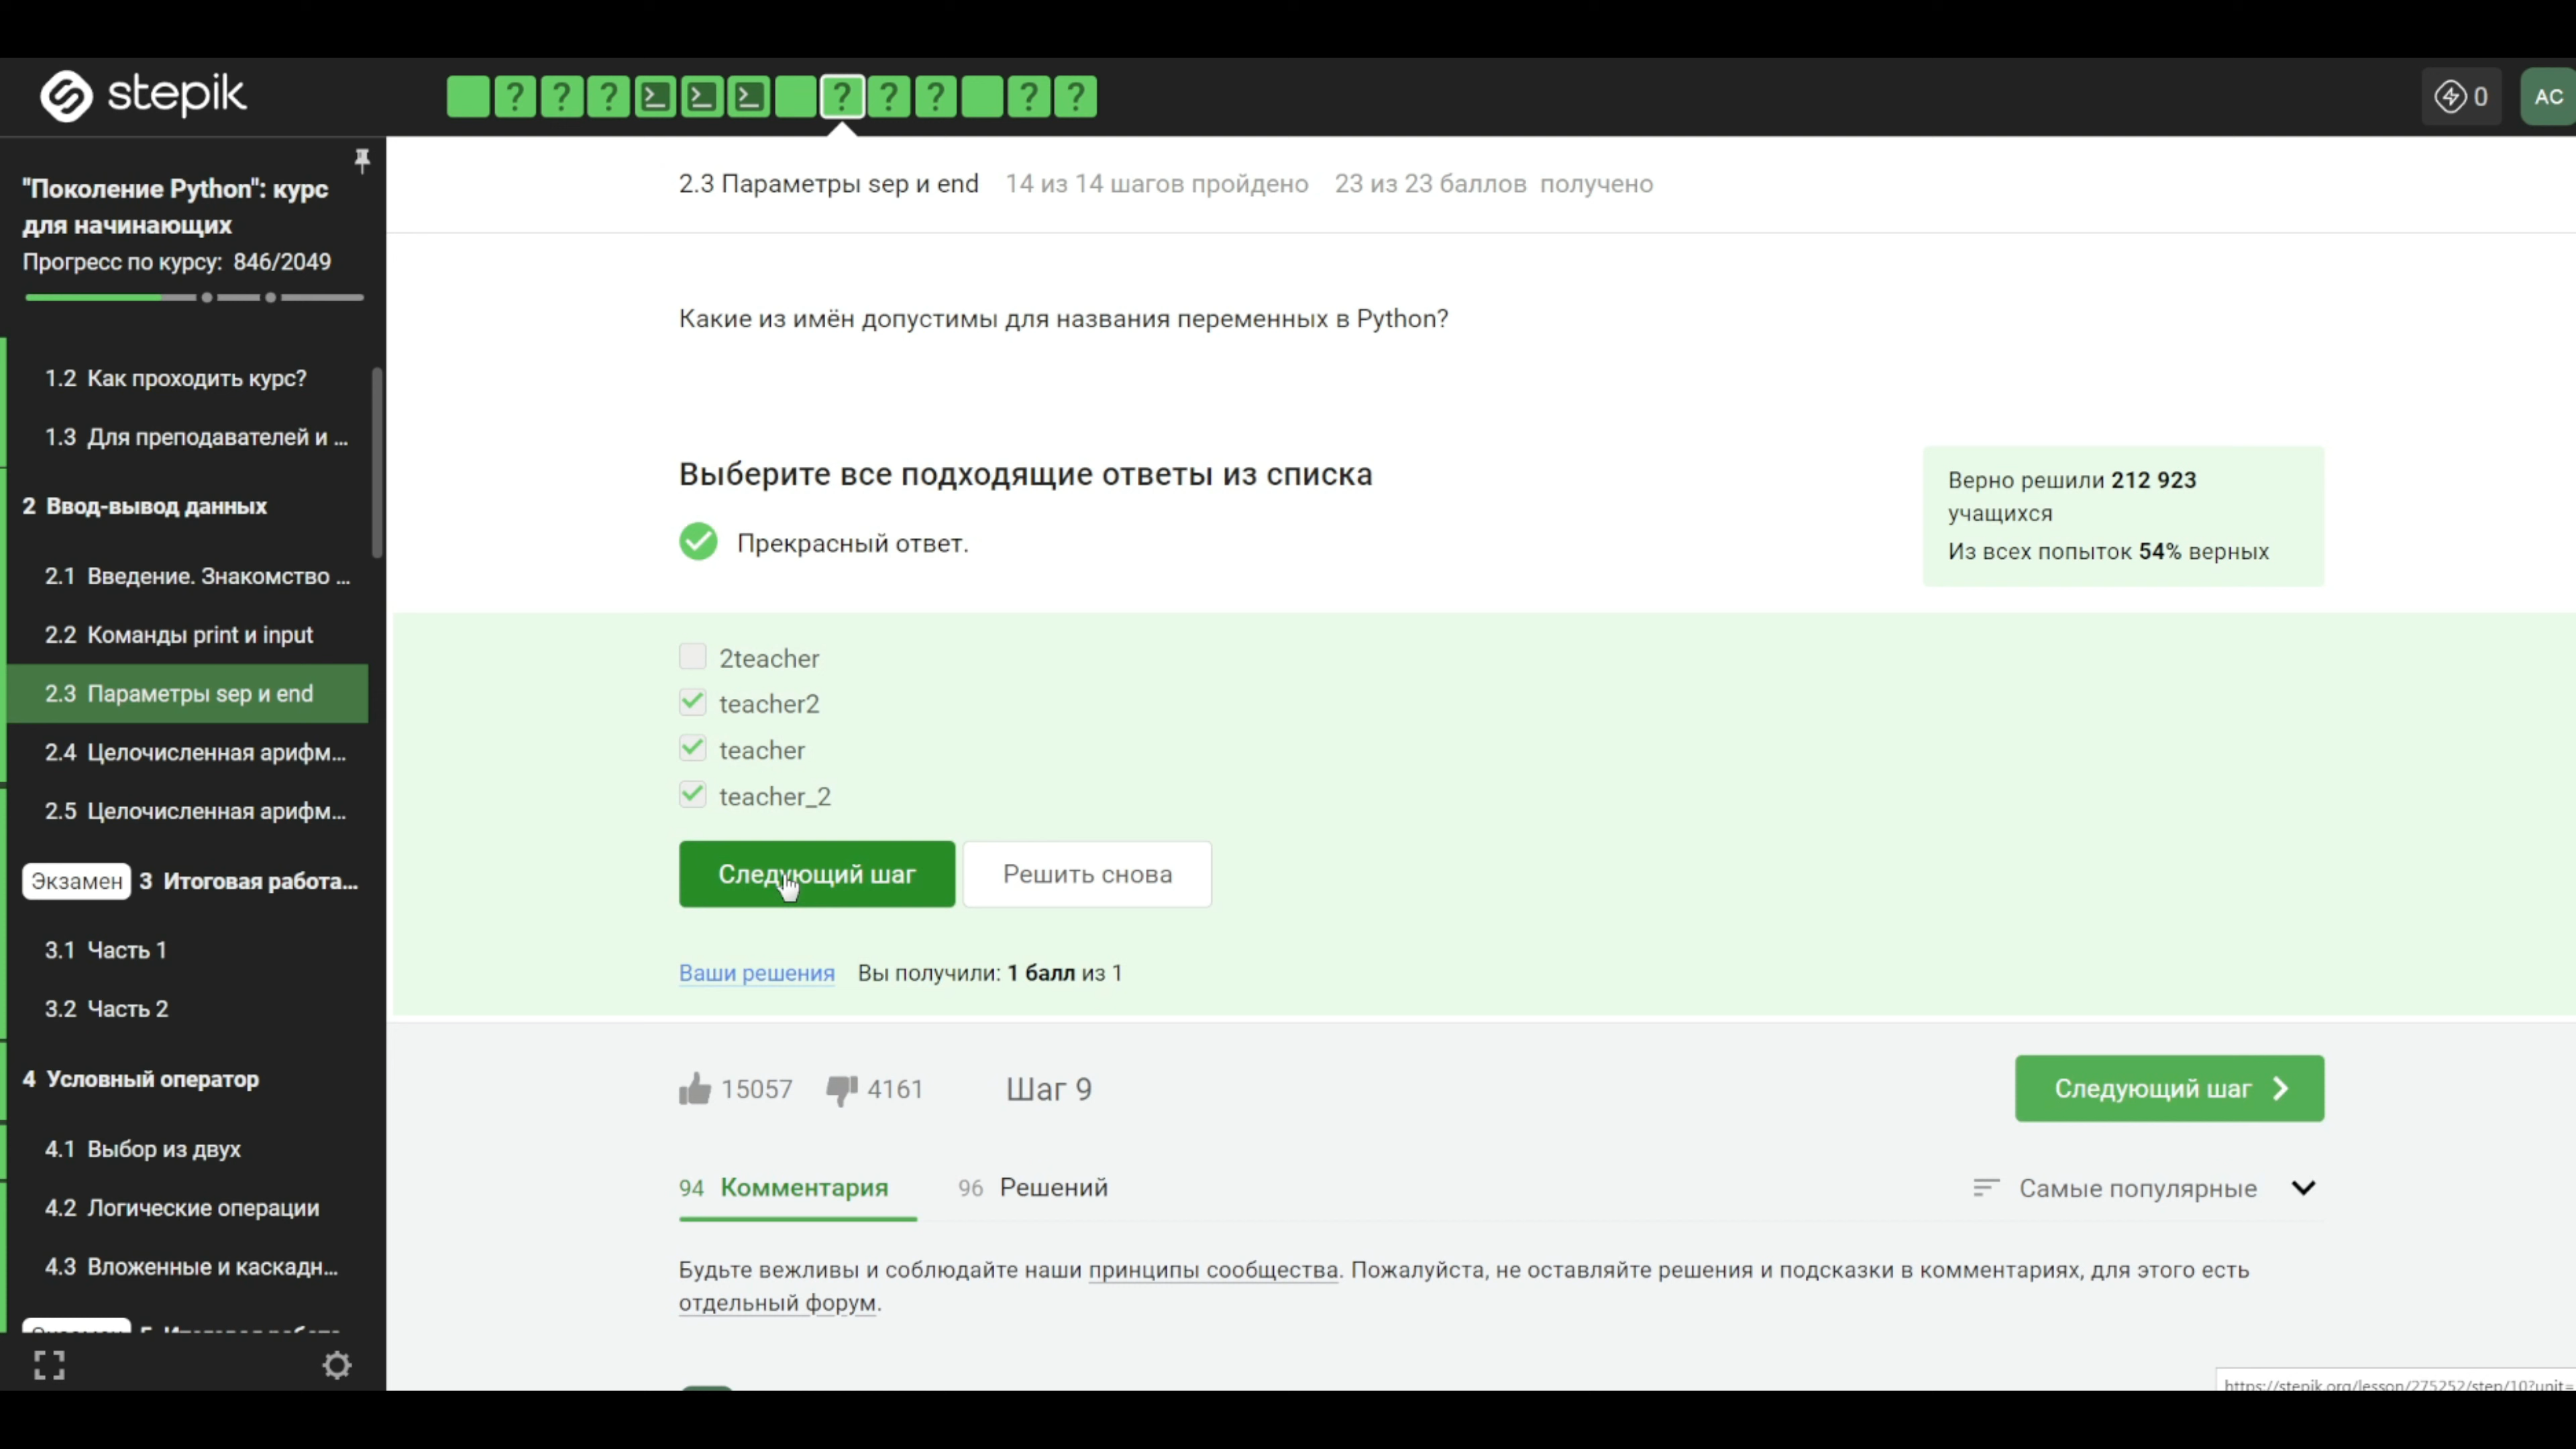 stepik
0
AC
"Поколение Python": курс
для начинающих
Прогресс по курсу: 846/2049
1.2 Как проходить курс?
1.3 Для преподавателей и ...
2 Ввод-вывод данных
2.1 Введение. Знакомство ...
2.2 Команды print и input
2.3 Параметры sep и end
2.4 Целочисленная арифм...
2.5 Целочисленная арифм...
Экзамен 3 Итоговая работа...
3.1 Часть 1
3.2 Часть 2
4 Условный оператор
4.1 Выбор из двух
4.2 Логические операции
4.3 Вложенные и каскадн...
2.3 Параметры sep и end 14 из 14 шагов пройдено 23 из 23 баллов получено
Какие из имён допустимы для названия переменных в Python?
Выберите все подходящие ответы из списка
Прекрасный ответ.
Верно решили 212 923
учащихся
Из всех попыток 54% верных
2teacher
teacher2
teacher
teacher_2
Следующий шаг Решить снова
Ваши решения Вы получили: 1 балл из 1
15057 4161 Шаг 9 Следующий шаг
94 Комментария 96 Решений Самые популярные
Будьте вежливы и соблюдайте наши принципы сообщества. Пожалуйста, не оставляйте решения и подсказки в комментариях, для этого есть
отдельный форум.
https://stepik.org/lesson/275252/step/10?unit=